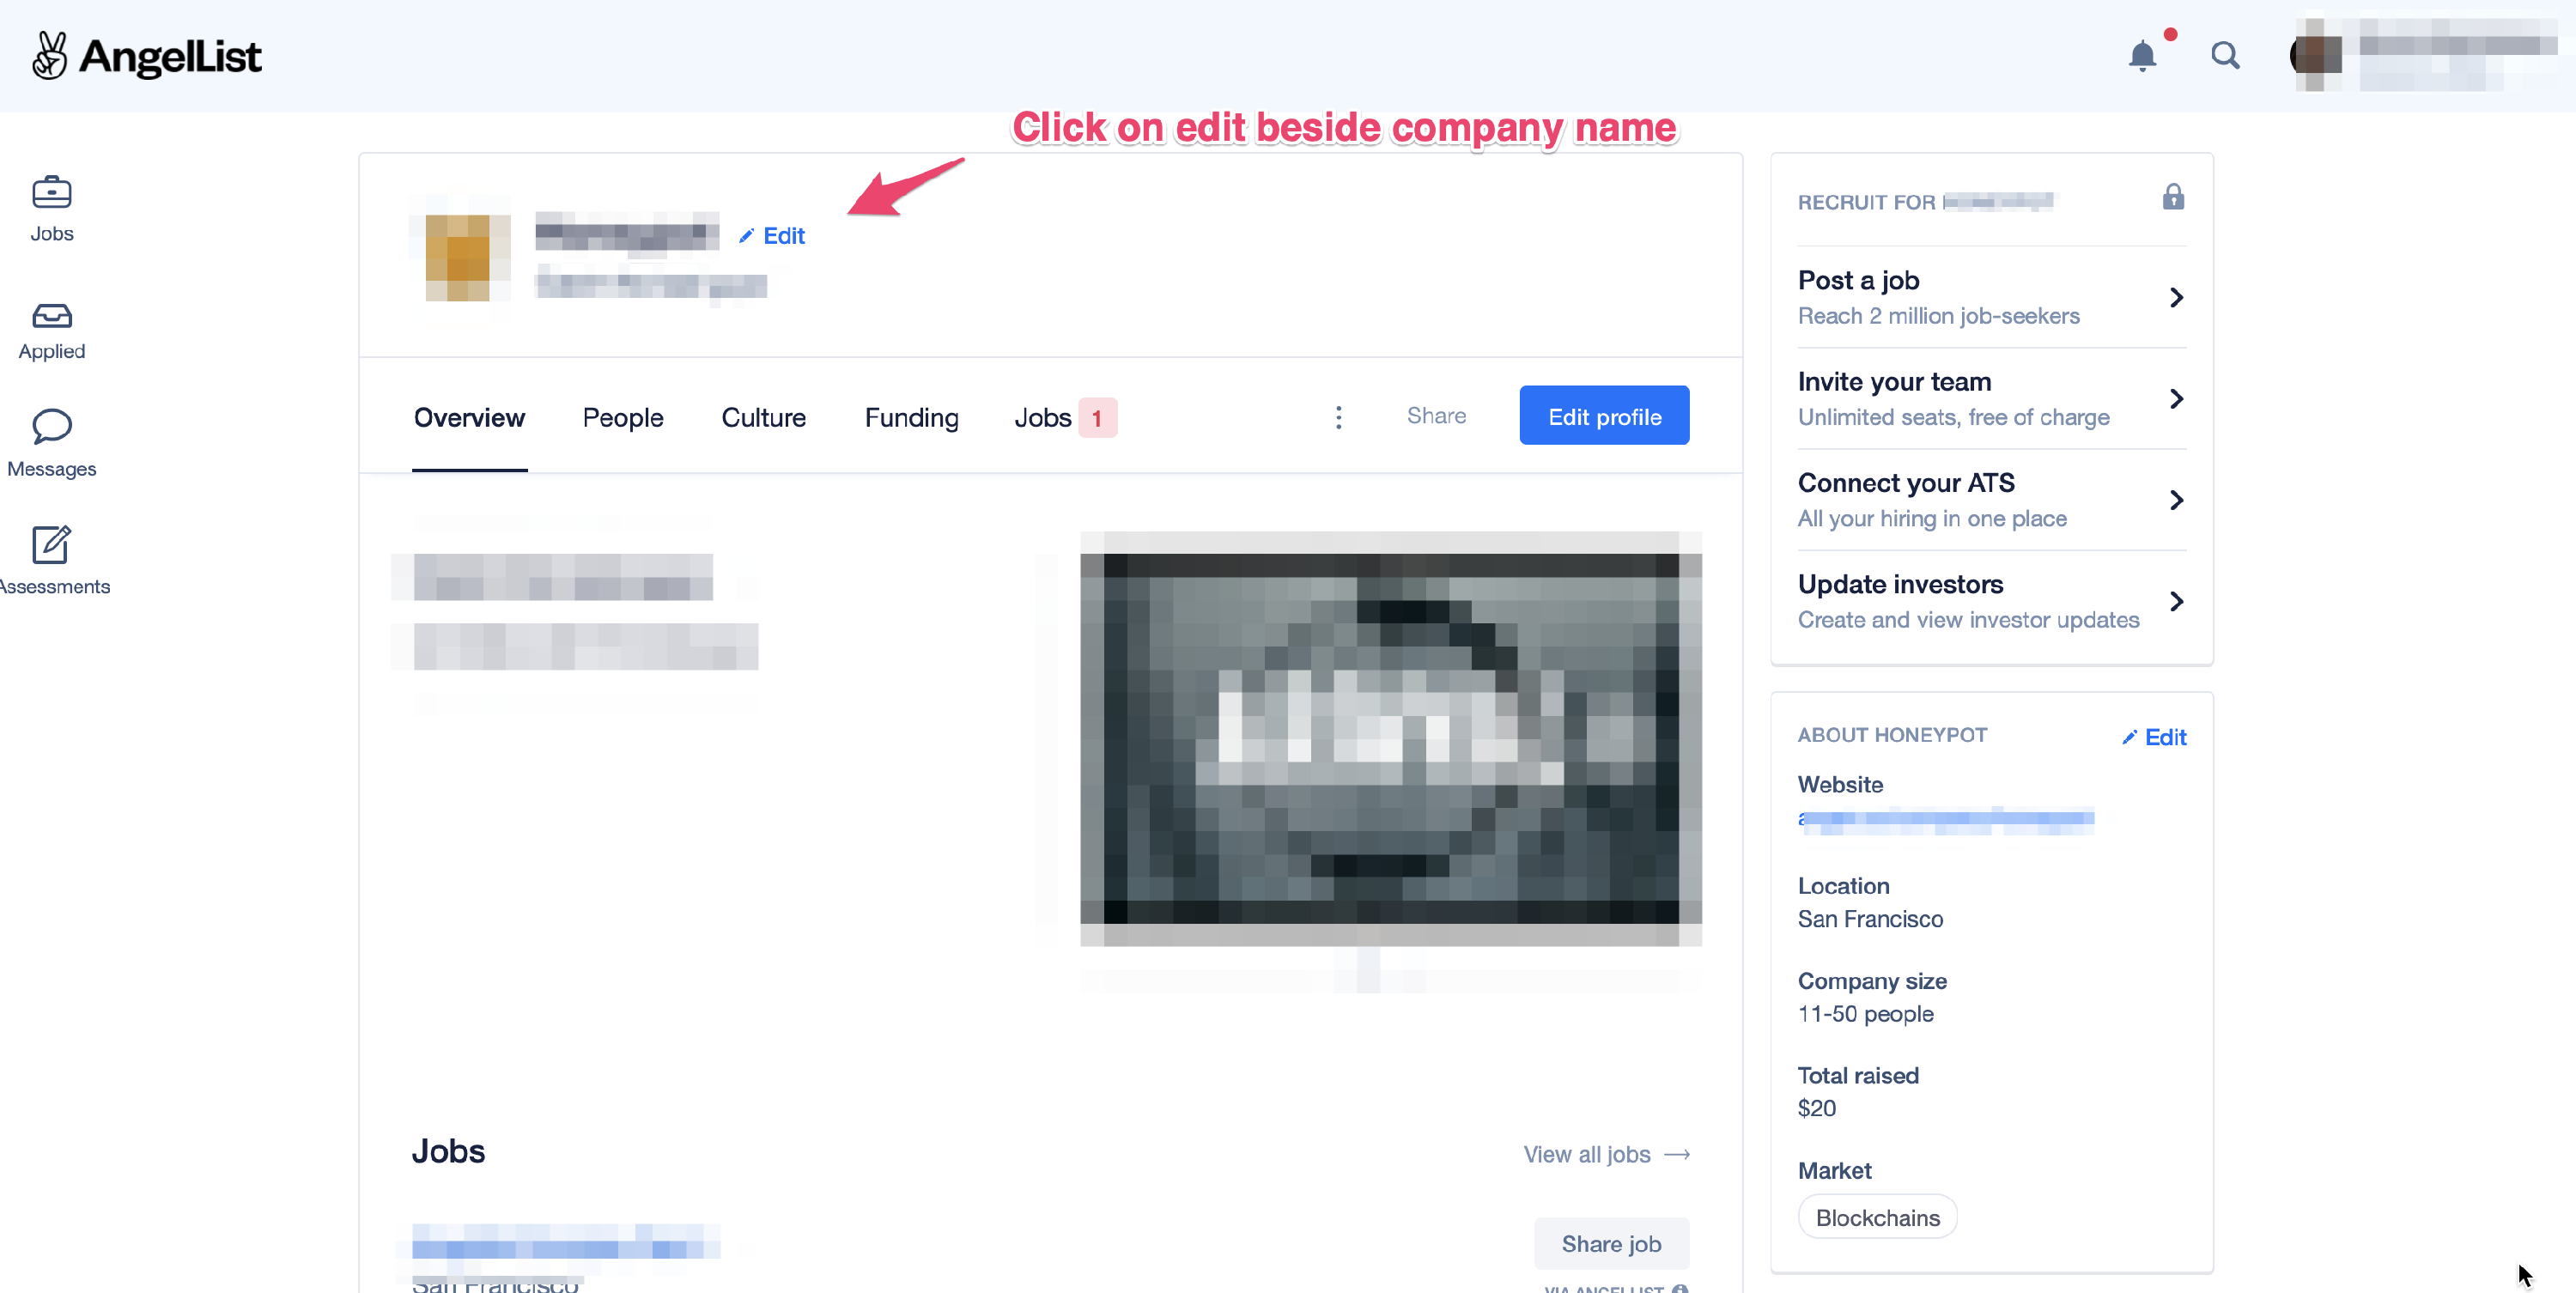 AngelList
Click on edit beside company name
Jobs
Applied
Messages
Assessments
Edit
Overview
People
Culture
Funding
Jobs 1
Share
Edit profile
Jobs
View all jobs →
San Francisco
Share job
VIA ANGELLIST
RECRUIT FOR
Post a job
Reach 2 million job-seekers
Invite your team
Unlimited seats, free of charge
Connect your ATS
All your hiring in one place
Update investors
Create and view investor updates
ABOUT HONEYPOT
Edit
Website
Location
San Francisco
Company size
11-50 people
Total raised
$20
Market
Blockchains